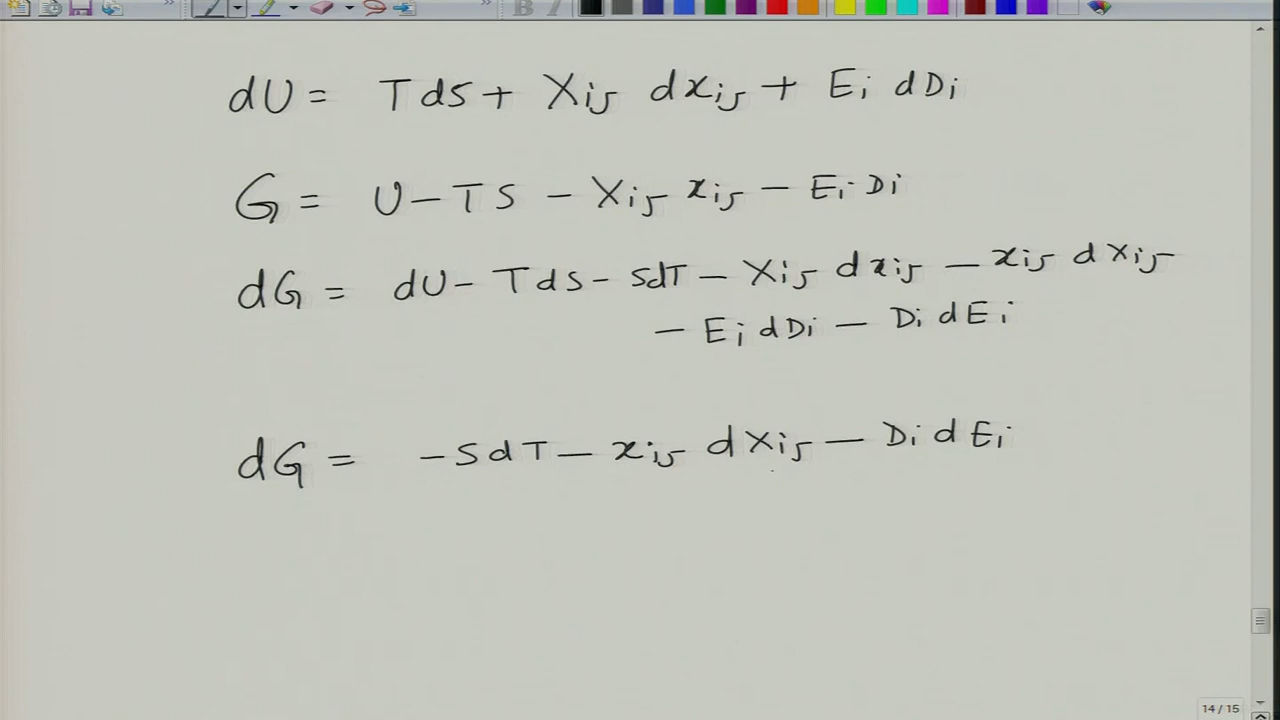 dU = TdS + Xij dxij + Ei dDi
G = U - TS - Xij xij - Ei Di
dG = dU - TdS - SdT - Xij dxij - xij dXij
- Ei dDi - Di dEi
dG = -SdT - xij dXij - Di dEi
14 / 15